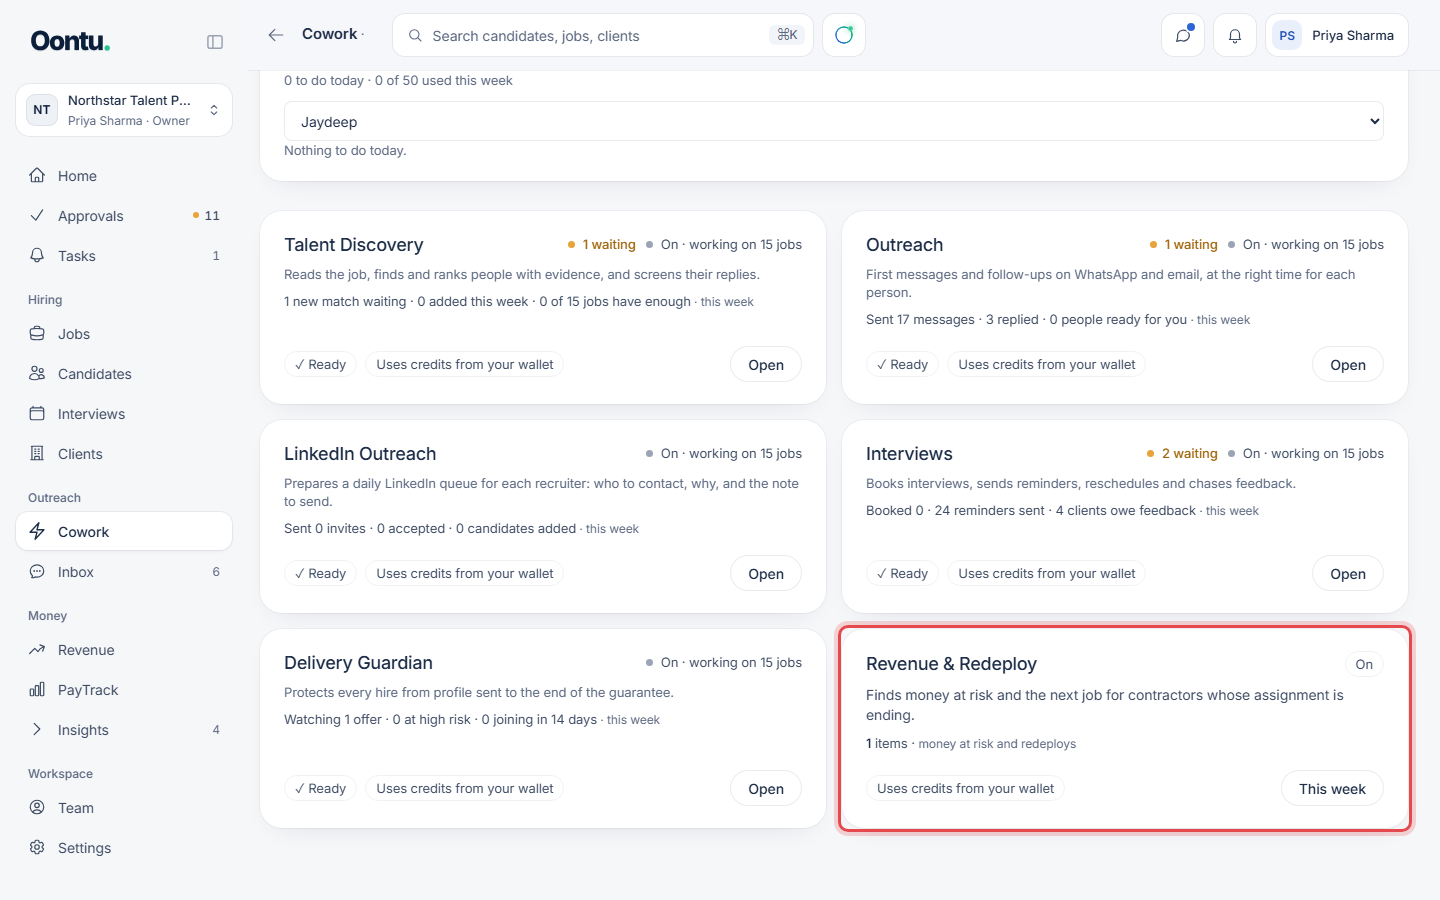 Oontu.
NT
Northstar Talent P...
Priya Sharma · Owner
Home
Approvals
11
Tasks
1
Hiring
Jobs
Candidates
Interviews
Clients
Outreach
Cowork
Inbox
6
Money
Revenue
PayTrack
Insights
4
Workspace
Team
Settings
Cowork ·
Search candidates, jobs, clients
⌘K
PS
Priya Sharma
0 to do today · 0 of 50 used this week
Jaydeep
Nothing to do today.
Talent Discovery
1 waiting
On · working on 15 jobs
Reads the job, finds and ranks people with evidence, and screens their replies.
1 new match waiting · 0 added this week · 0 of 15 jobs have enough · this week
✓ Ready
Uses credits from your wallet
Open
Outreach
1 waiting
On · working on 15 jobs
First messages and follow-ups on WhatsApp and email, at the right time for each
person.
Sent 17 messages · 3 replied · 0 people ready for you · this week
✓ Ready
Uses credits from your wallet
Open
LinkedIn Outreach
On · working on 15 jobs
Prepares a daily LinkedIn queue for each recruiter: who to contact, why, and the note
to send.
Sent 0 invites · 0 accepted · 0 candidates added · this week
✓ Ready
Uses credits from your wallet
Open
Interviews
2 waiting
On · working on 15 jobs
Books interviews, sends reminders, reschedules and chases feedback.
Booked 0 · 24 reminders sent · 4 clients owe feedback · this week
✓ Ready
Uses credits from your wallet
Open
Delivery Guardian
On · working on 15 jobs
Protects every hire from profile sent to the end of the guarantee.
Watching 1 offer · 0 at high risk · 0 joining in 14 days · this week
✓ Ready
Uses credits from your wallet
Open
Revenue & Redeploy
On
Finds money at risk and the next job for contractors whose assignment is
ending.
1 items · money at risk and redeploys
Uses credits from your wallet
This week